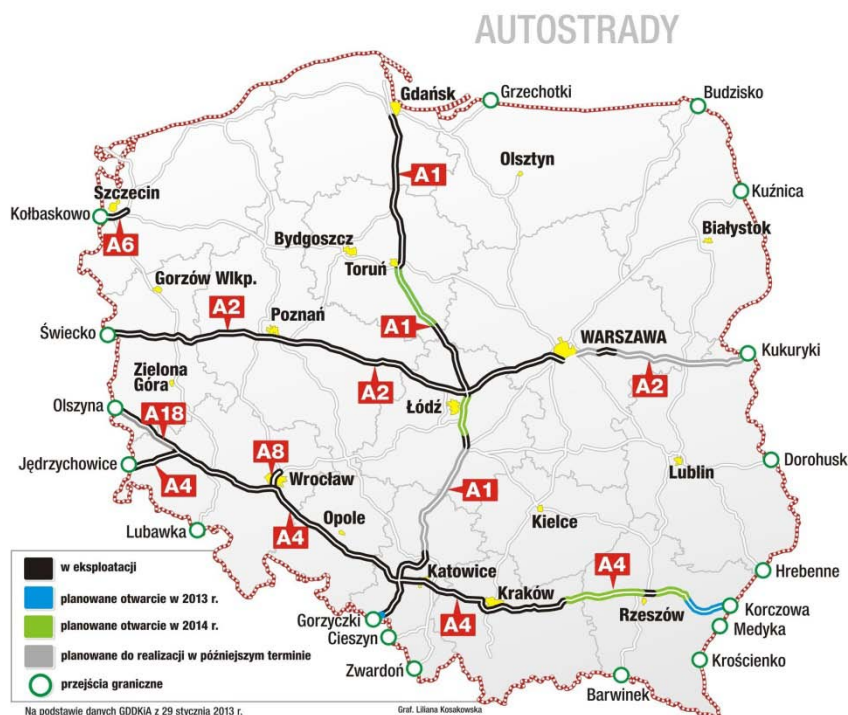 AUTOSTRADY
Gdańsk
Grzechotki
Budzisko
A1
Olsztyn
Szczecin
Kuźnica
Kołbaskowo
Białystok
A6
Bydgoszcz
Toruń
Gorzów Wlkp.
A2
Poznań
A1
Świecko
WARSZAWA
Kukuryki
Zielona
Góra
A2
A2
Olszyna
Łódź
A18
A8
Jędrzychowice
Dorohusk
A4
Wrocław
A1
Lublin
Lubawka
A4
Opole
Kielce
w eksploatacji
Katowice
A4
Hrebenne
planowane otwarcie w 2013 r.
Kraków
Gorzyczki
A4
Rzeszów
Korczowa
planowane otwarcie w 2014 r.
Cieszyn
Medyka
planowane do realizacji w późniejszym terminie
Zwardoń
Krościenko
przejścia graniczne
Barwinek
Na podstawie danych GDDKiA z 29 stycznia 2013 r.
Graf. Liliana Kosakowska